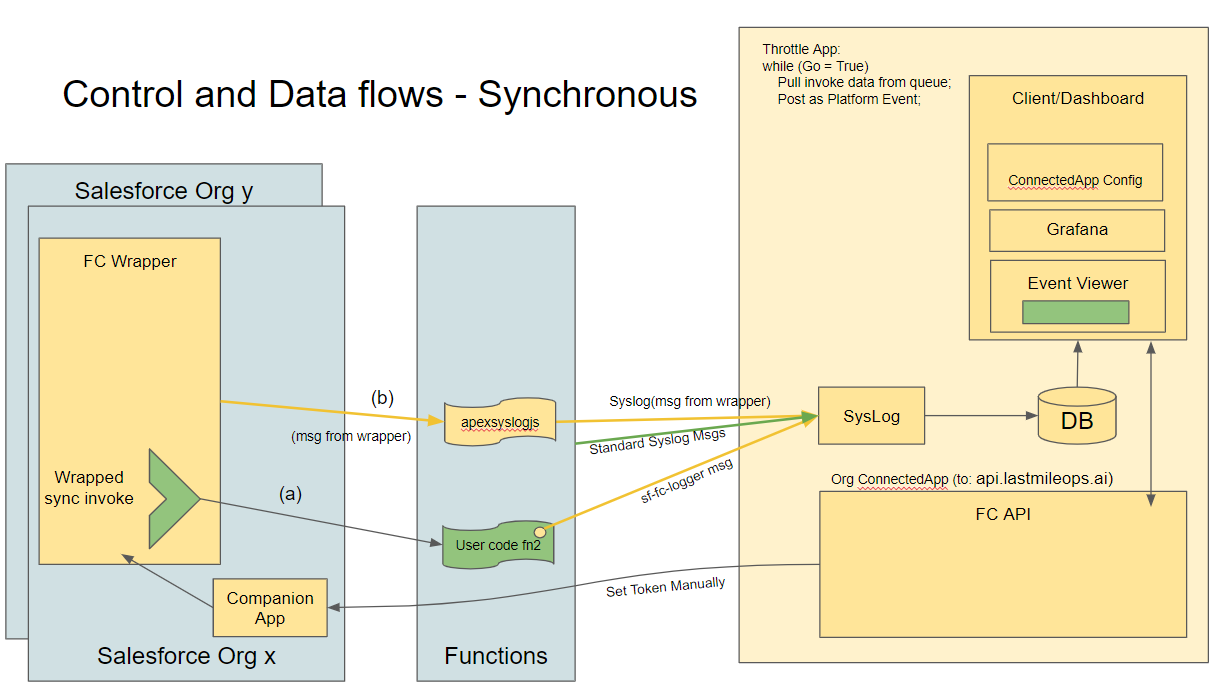 Control and Data flows - Synchronous
Throttle App:
while (Go = True)
Pull invoke data from queue;
Post as Platform Event;
Client/Dashboard
ConnectedApp Config
Grafana
Event Viewer
Salesforce Org y
FC Wrapper
(b)
(msg from wrapper)
apexsyslogjs
Syslog(msg from wrapper)
Standard Syslog Msgs
sf-fc-logger msg
SysLog
DB
Wrapped
sync invoke
(a)
User code fn2
Org ConnectedApp (to: api.lastmileops.ai)
FC API
Set Token Manually
Companion
App
Salesforce Org x
Functions